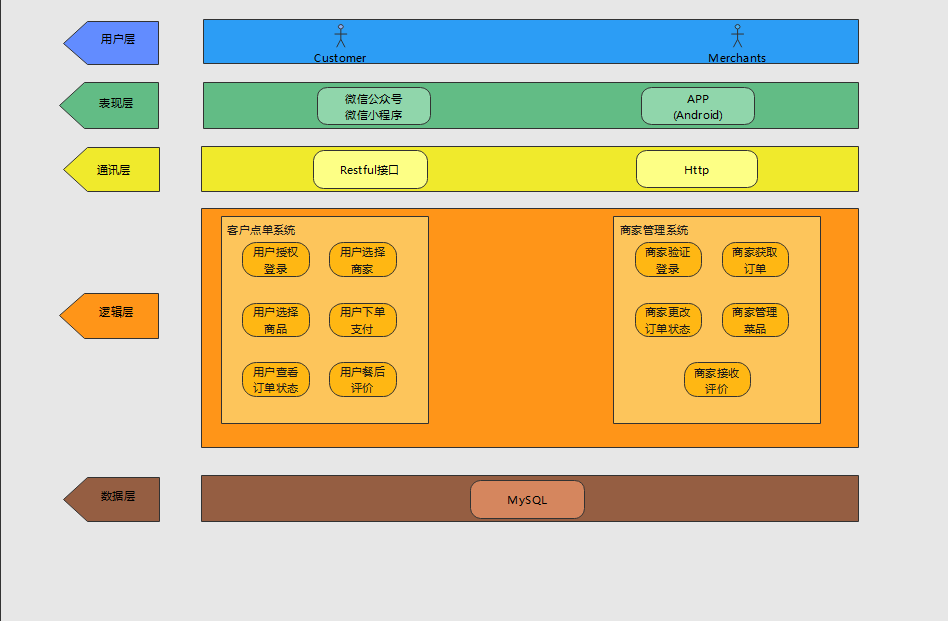 用户层
Customer
Merchants
表现层
微信公众号
微信小程序
APP
(Android)
通讯层
Restful接口
Http
逻辑层
客户点单系统
用户授权
登录
用户选择
商家
用户选择
商品
用户下单
支付
用户查看
订单状态
用户餐后
评价
商家管理系统
商家验证
登录
商家获取
订单
商家更改
订单状态
商家管理
菜品
商家接收
评价
数据层
MySQL